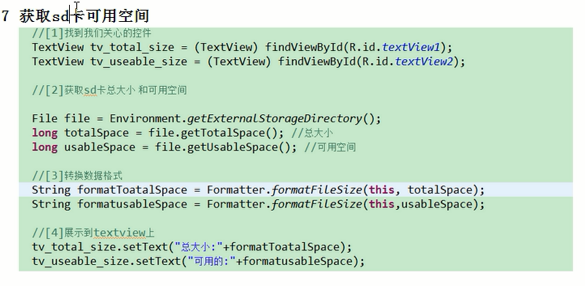 7 获取sd卡可用空间
//[1]找到我们关心的控件
TextView tv_total_size = (TextView) findViewById(R.id.textView1);
TextView tv_useable_size = (TextView) findViewById(R.id.textView2);
//[2]获取sd卡总大小 和可用空间
File file = Environment.getExternalStorageDirectory();
long totalSpace = file.getTotalSpace(); //总大小
long usableSpace = file.getUsableSpace(); //可用空间
//[3]转换数据格式
String formatToatalSpace = Formatter.formatFileSize(this, totalSpace);
String formatusableSpace = Formatter.formatFileSize(this,usableSpace);
//[4]展示到textview上
tv_total_size.setText("总大小:"+formatToatalSpace);
tv_useable_size.setText("可用的:"+formatusableSpace);